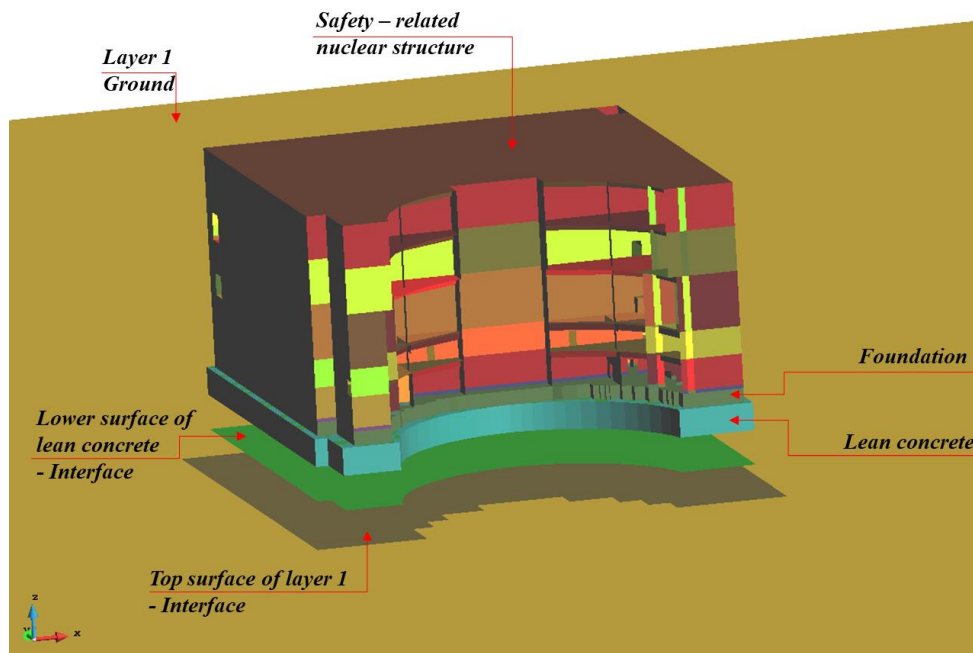 Safety – related
nuclear structure
Layer 1
Ground
Foundation
Lower surface of
lean concrete
- Interface
Lean concrete
Top surface of layer 1
- Interface
z
Y
x